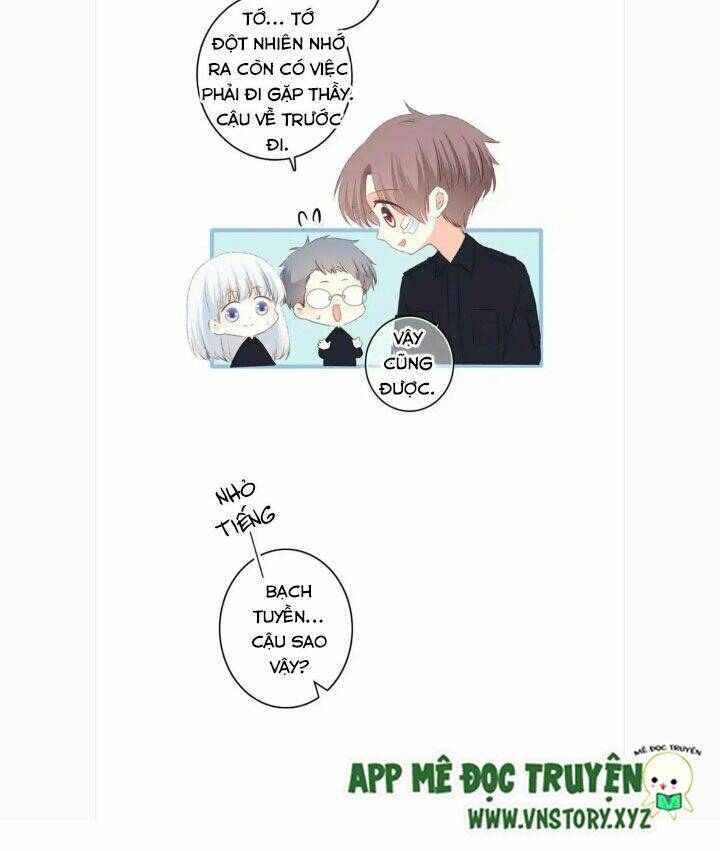 TỚ... TỚ
ĐỘT NHIÊN NHỚ
RA CÒN CÓ VIỆC
PHẢI ĐI GẶP THẦY.
CẬU VỀ TRƯỚC
ĐI.
VẬY
CŨNG
ĐƯỢC.
NHỎ
TIẾNG
BẠCH
TUYỀN...
CẬU SAO
VẬY?
MÊ ĐỌC TRUYỆN
APP MÊ ĐỌC TRUYỆN
WWW.VNSTORY.XYZ